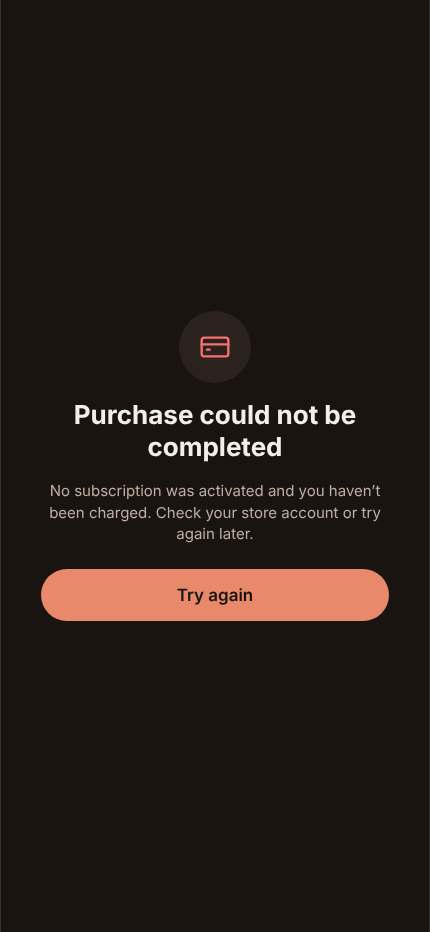 Purchase could not be
completed
No subscription was activated and you haven’t
been charged. Check your store account or try
again later.
Try again